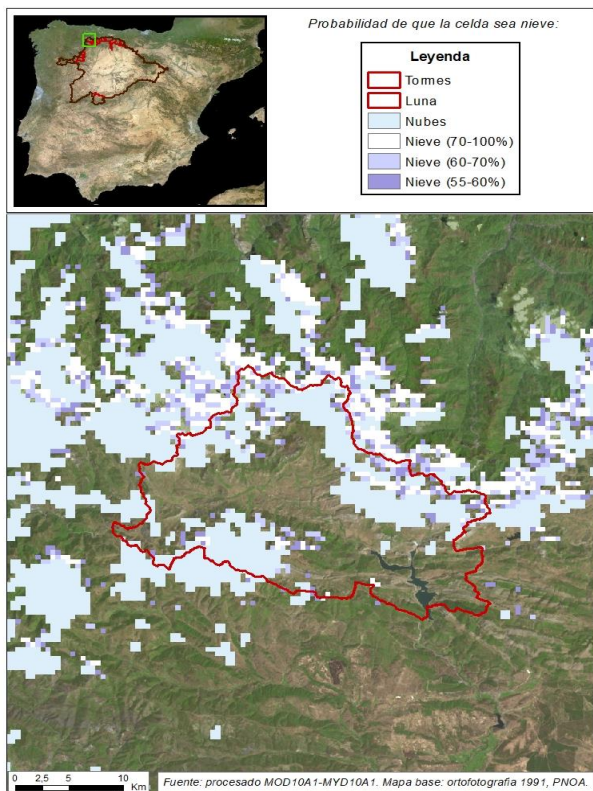 Probabilidad de que la celda sea nieve:
Leyenda
Tormes
Luna
Nubes
Nieve (70-100%)
Nieve (60-70%)
Nieve (55-60%)
0 2,5 5 10
Km
Fuente: procesado MOD10A1-MYD10A1. Mapa base: ortofotografía 1991, PNOA.